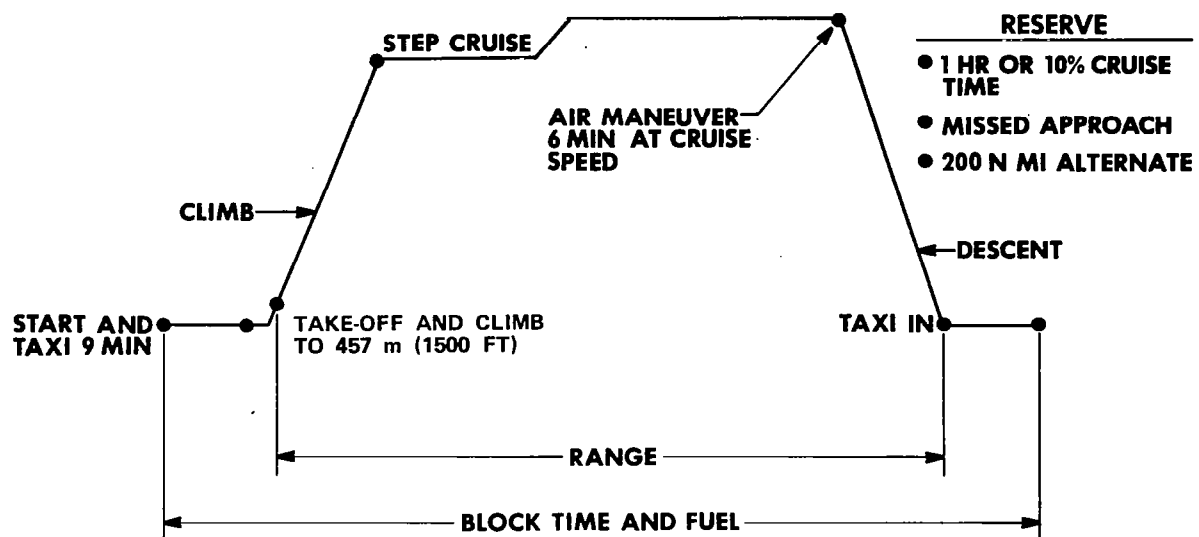 STEP CRUISE
RESERVE
● 1 HR OR 10% CRUISE
TIME
● MISSED APPROACH
● 200 N MI ALTERNATE
AIR MANEUVER
6 MIN AT CRUISE
SPEED
CLIMB
DESCENT
START AND
TAXI 9 MIN
TAKE-OFF AND CLIMB
TO 457 m (1500 FT)
TAXI IN
RANGE
BLOCK TIME AND FUEL